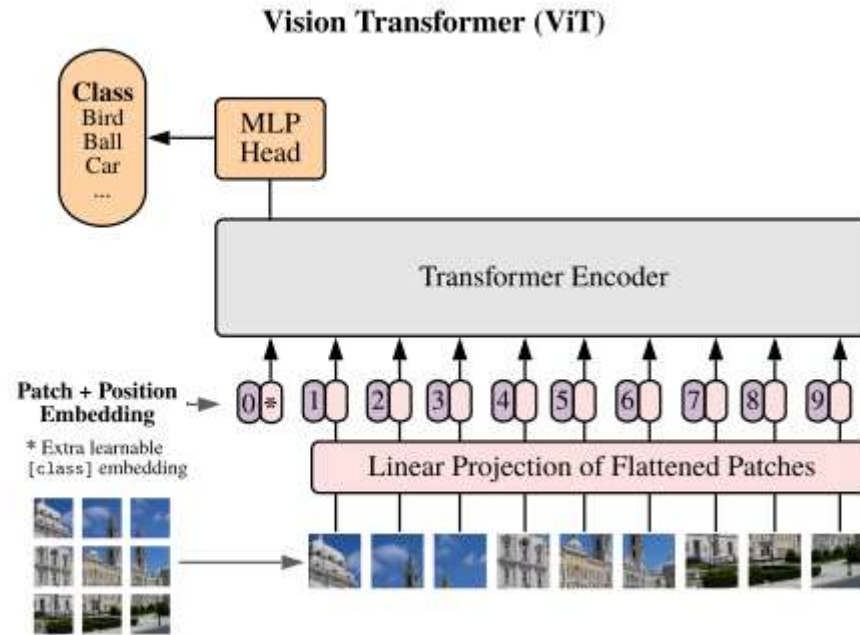 Vision Transformer (ViT)
Class
Bird
Ball
Car
...
MLP
Head
Transformer Encoder
Patch + Position
Embedding
0 * 1 2 3 4 5 6 7 8 9
* Extra learnable
[class] embedding
Linear Projection of Flattened Patches